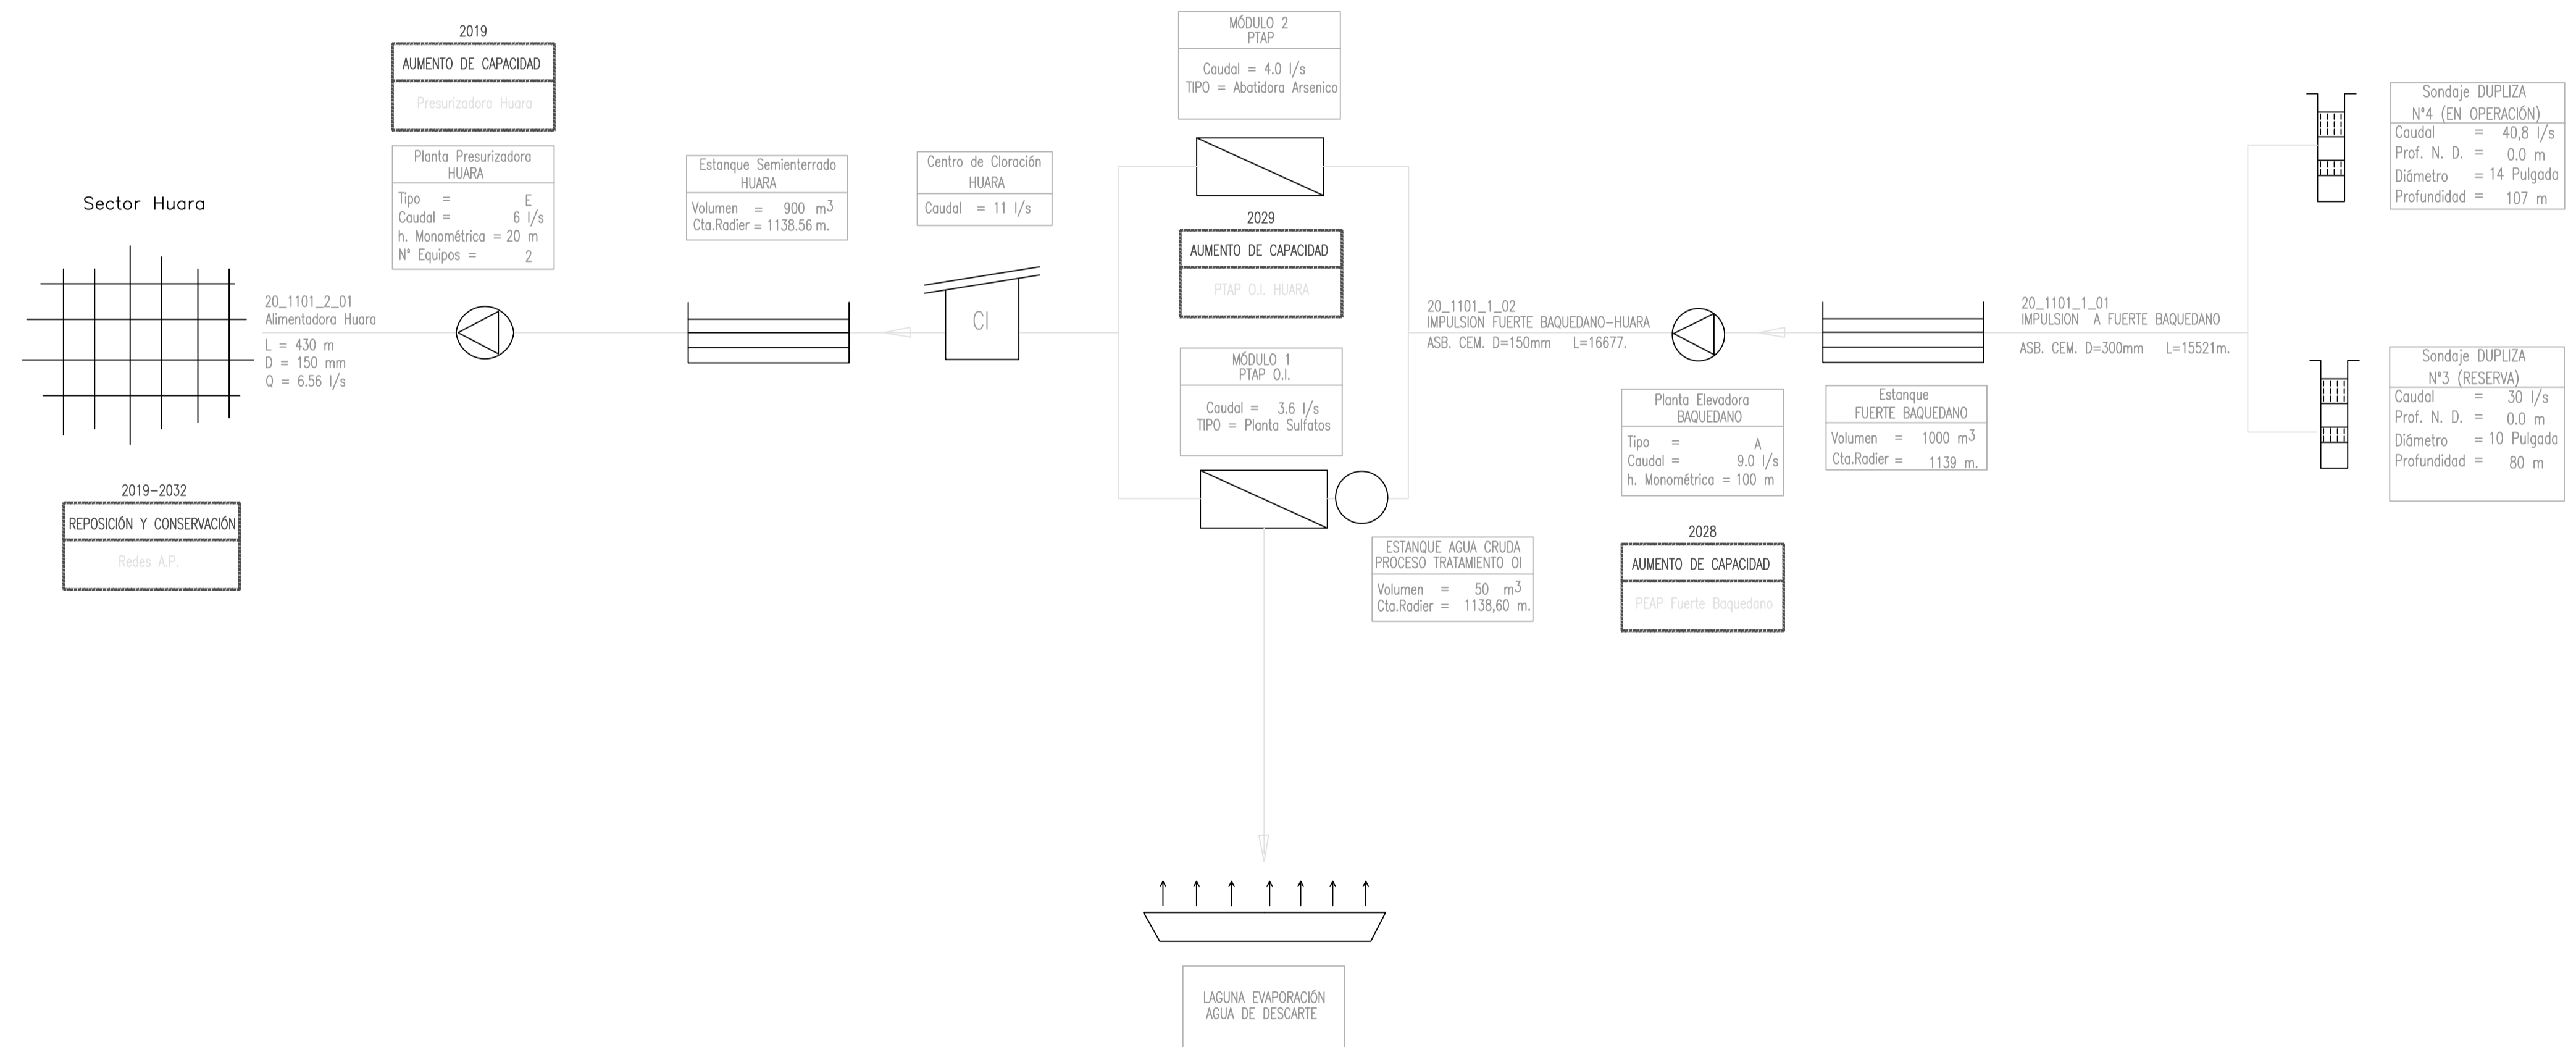 2019
AUMENTO DE CAPACIDAD
Presurizadora Huara
Planta Presurizadora
HUARA
Tipo = E
Caudal = 6 l/s
h. Monométrica = 20 m
N° Equipos = 2
Sector Huara
20_1101_2_01
Alimentadora Huara
L = 430 m
D = 150 mm
Q = 6.56 l/s
2019-2032
REPOSICIÓN Y CONSERVACIÓN
Redes A.P.
Estanque Semienterrado
HUARA
Volumen = 900 m3
Cta.Radier = 1138.56 m.
Centro de Cloración
HUARA
Caudal = 11 l/s
Cl
MÓDULO 2
PTAP
Caudal = 4.0 l/s
TIPO = Abatidora Arsenico
2029
AUMENTO DE CAPACIDAD
PTAP O.I. HUARA
MÓDULO 1
PTAP O.I.
Caudal = 3.6 l/s
TIPO = Planta Sulfatos
ESTANQUE AGUA CRUDA
PROCESO TRATAMIENTO OI
Volumen = 50 m3
Cta.Radier = 1138,60 m.
LAGUNA EVAPORACIÓN
AGUA DE DESCARTE
20_1101_1_02
IMPULSION FUERTE BAQUEDANO-HUARA
ASB. CEM. D=150mm L=16677.
Planta Elevadora
BAQUEDANO
Tipo = A
Caudal = 9.0 l/s
h. Monométrica = 100 m
2028
AUMENTO DE CAPACIDAD
PEAP Fuerte Baquedano
Estanque
FUERTE BAQUEDANO
Volumen = 1000 m3
Cta.Radier = 1139 m.
20_1101_1_01
IMPULSION A FUERTE BAQUEDANO
ASB. CEM. D=300mm L=15521m.
Sondaje DUPLIZA
N°4 (EN OPERACIÓN)
Caudal = 40,8 l/s
Prof. N. D. = 0.0 m
Diámetro = 14 Pulgada
Profundidad = 107 m
Sondaje DUPLIZA
N°3 (RESERVA)
Caudal = 30 l/s
Prof. N. D. = 0.0 m
Diámetro = 10 Pulgada
Profundidad = 80 m